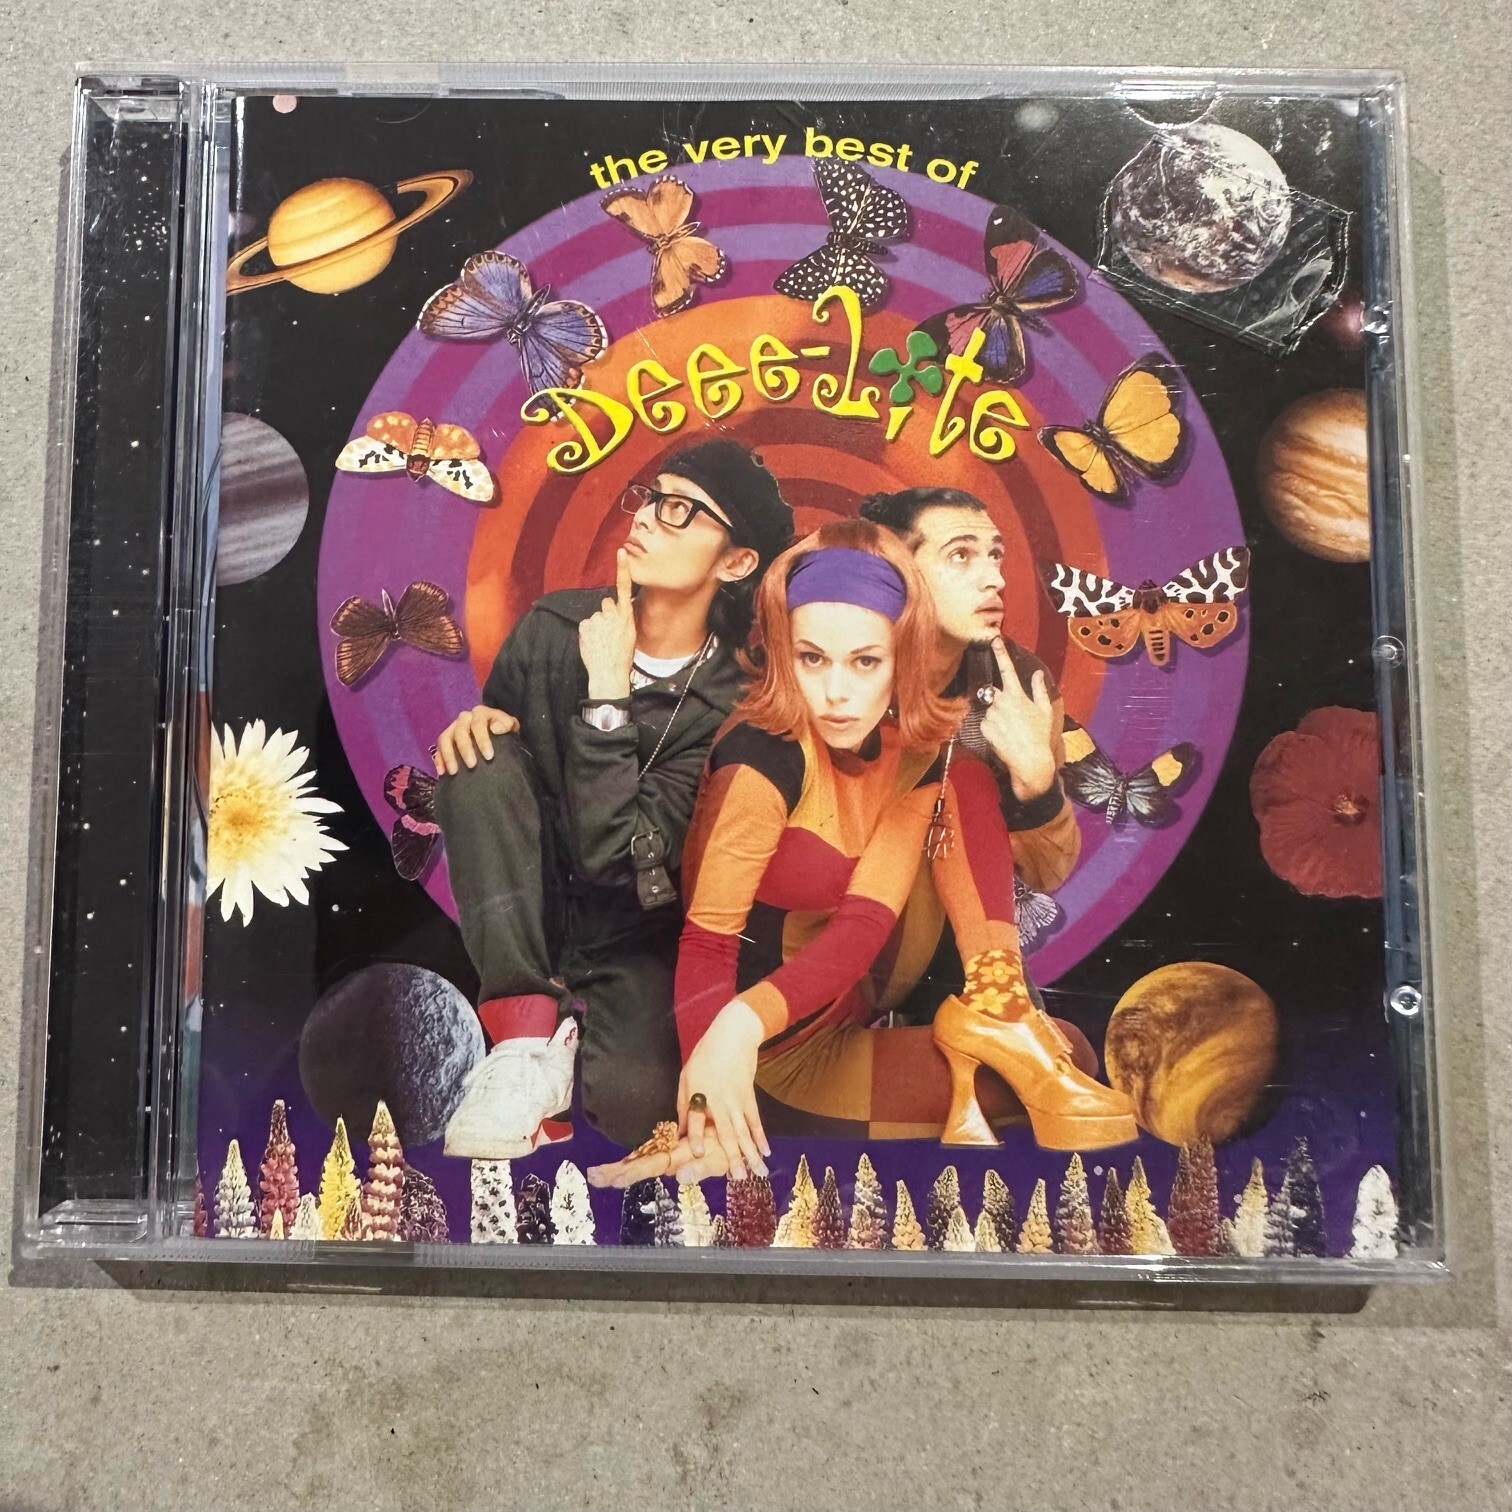 the very best of
Deee-Lite